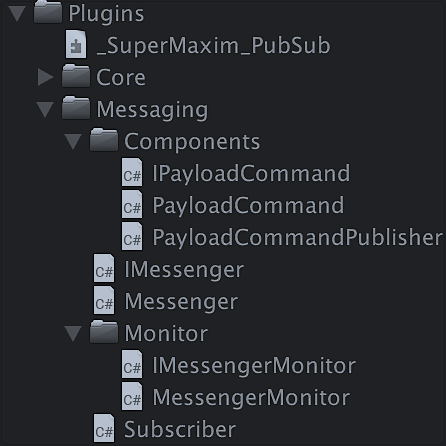 Plugins
_SuperMaxim_PubSub
Core
Messaging
Components
C# IPayloadCommand
C# PayloadCommand
C# PayloadCommandPublisher
C# IMessenger
C# Messenger
Monitor
C# IMessengerMonitor
C# MessengerMonitor
C# Subscriber